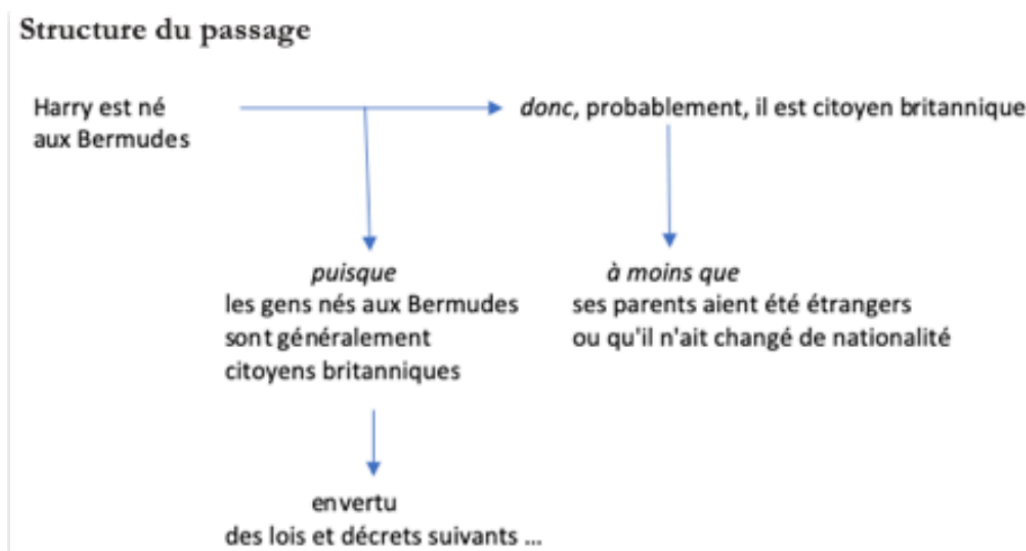 Structure du passage
Harry est né
aux Bermudes
donc, probablement, il est citoyen britannique
puisque
les gens nés aux Bermudes
sont généralement
citoyens britanniques
à moins que
ses parents aient été étrangers
ou qu'il n'ait changé de nationalité
en vertu
des lois et décrets suivants ...